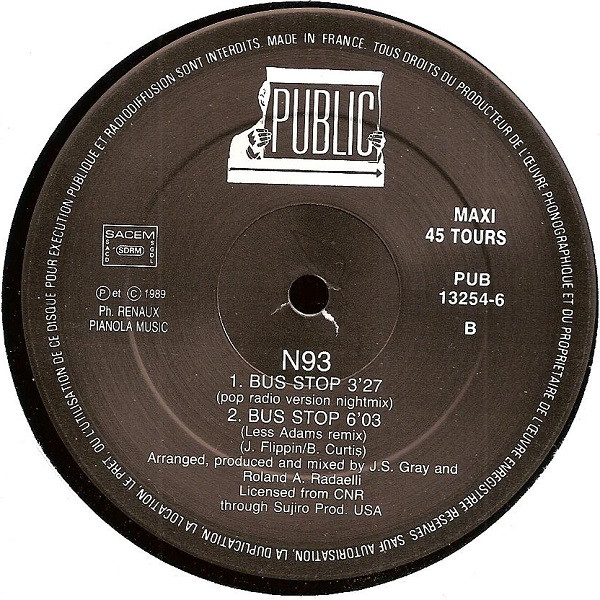 TOUS DROITS DU PRODUCTEUR DE L'ŒUVRE PHONOGRAPHIQUE ET DU PROPRIETAIRE DE L'ŒUVRE ENREGISTREE RESERVES. SAUF AUTORISATION, LA DUPLICATION, LA LOCATION, LE PRET, OU L'UTILISATION DE CE DISQUE POUR EXECUTION PUBLIQUE ET RADIODIFFUSION SONT INTERDITS. MADE IN FRANCE.
PUBLIC
MAXI
45 TOURS
SACEM
SACD
SDRM
SGDL
PUB
13254-6
B
Ⓟ et © 1989
Ph. RENAUX
PIANOLA MUSIC
N93
1. BUS STOP 3'27
(pop radio version nightmix)
2. BUS STOP 6'03
(Less Adams remix)
(J. Flippin/B. Curtis)
Arranged, produced and mixed by J.S. Gray and
Roland A. Radaelli
Licensed from CNR
through Sujiro Prod. USA